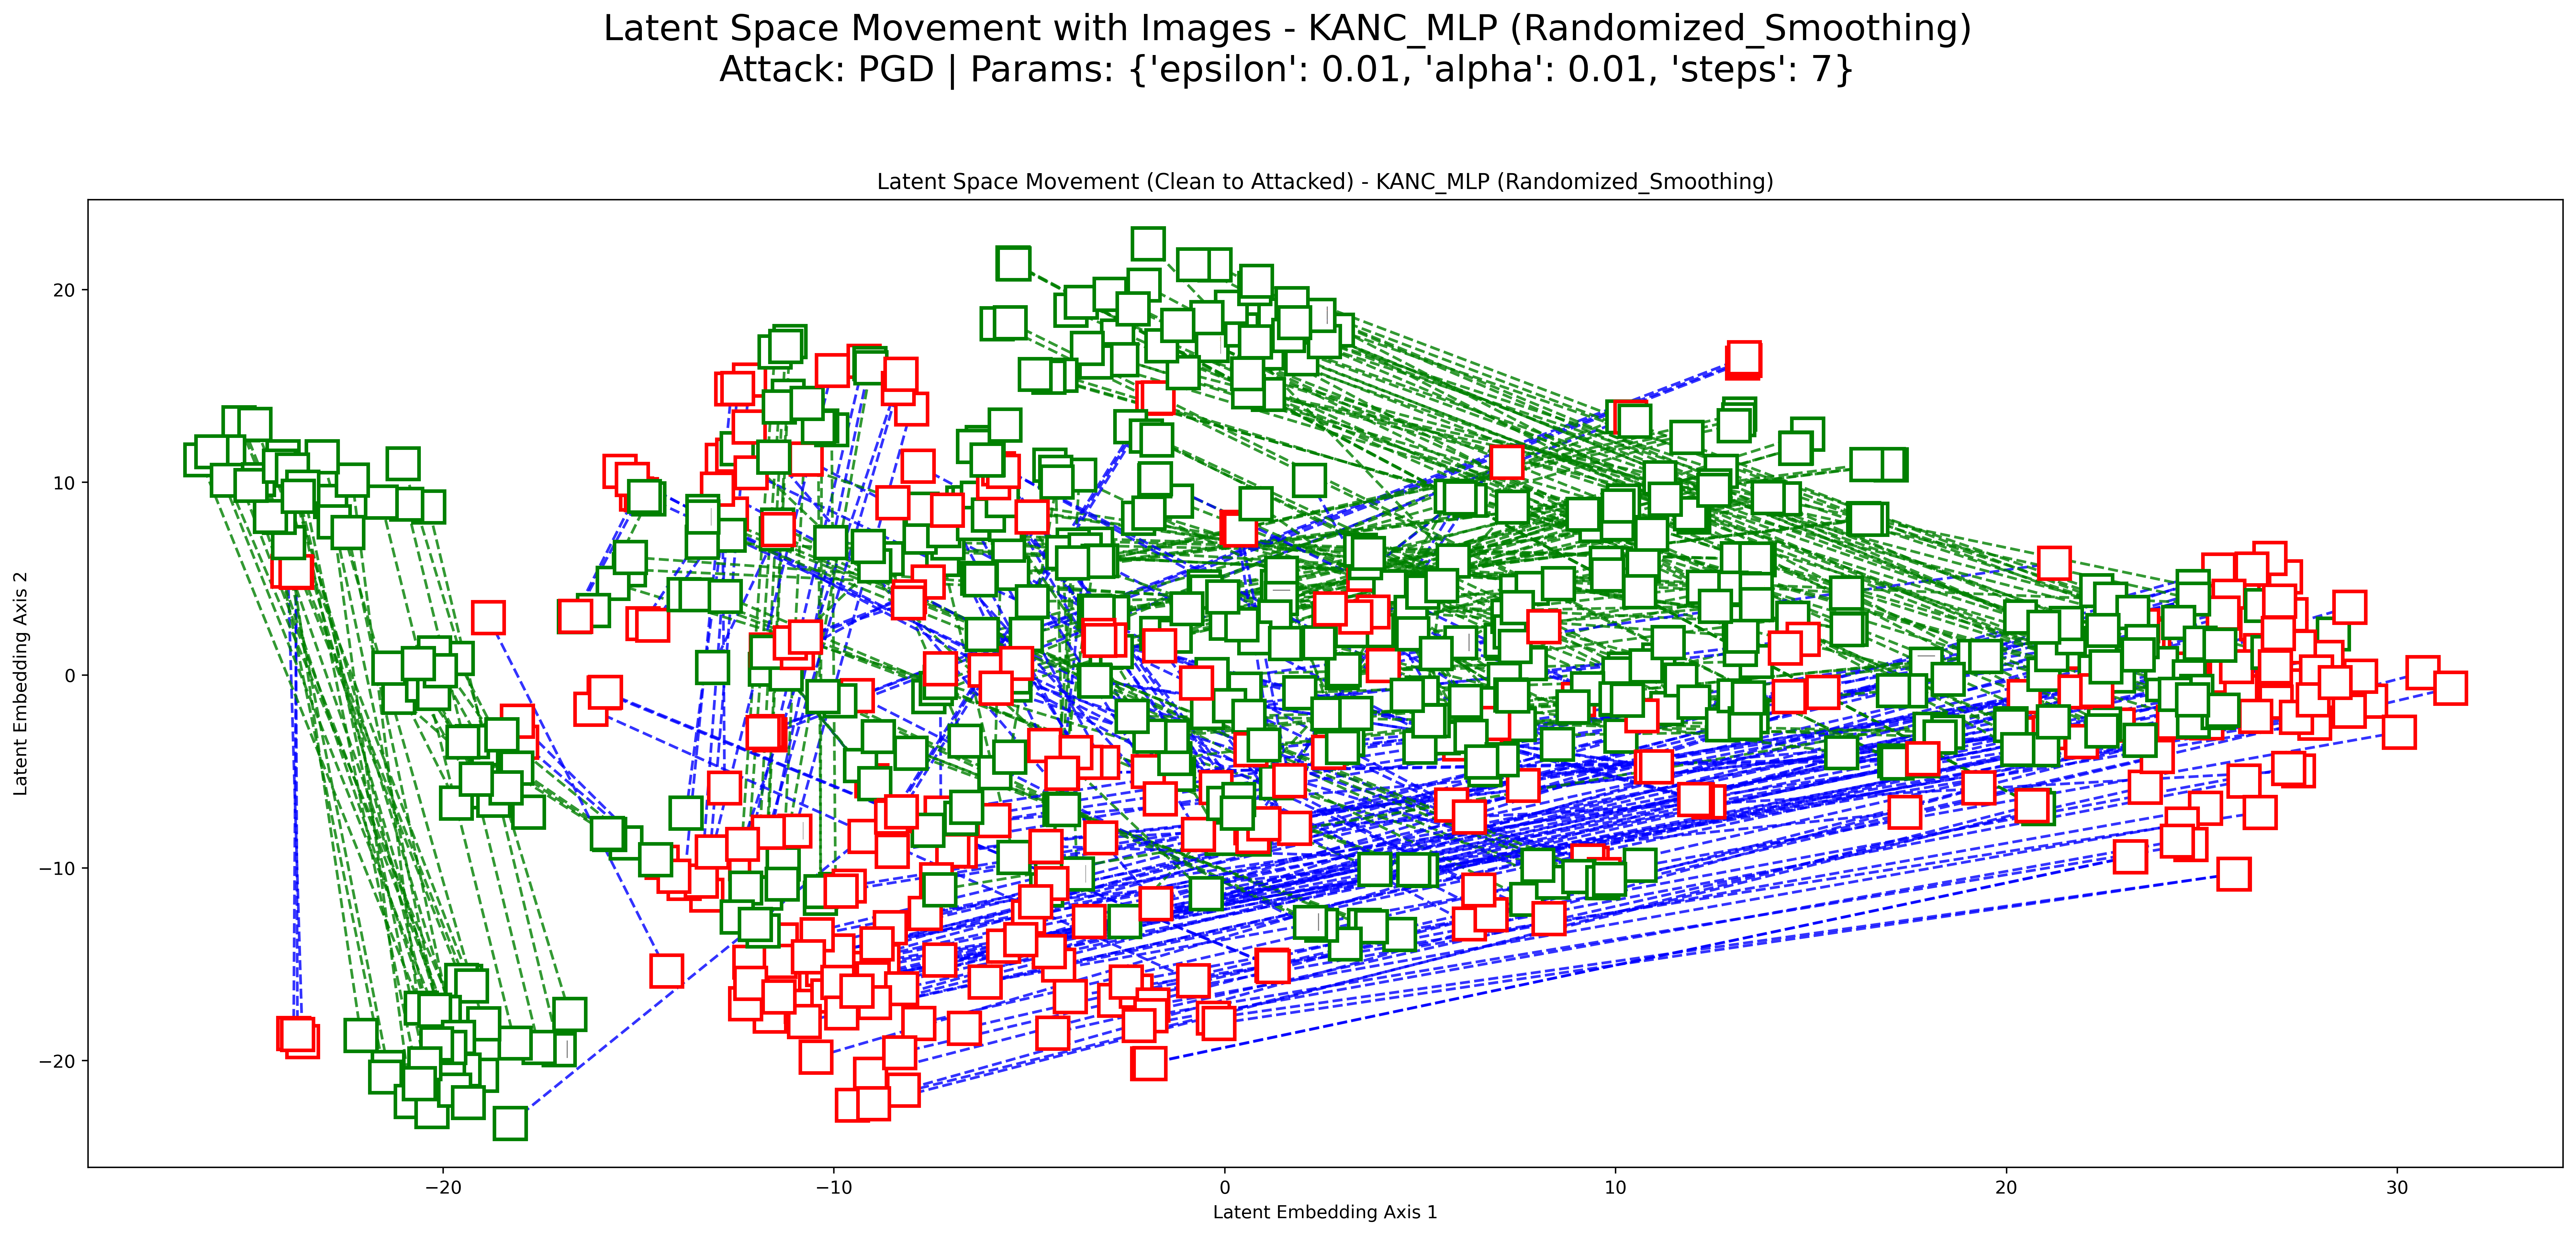 Latent Space Movement with Images - KANC_MLP (Randomized_Smoothing)
Attack: PGD | Params: {'epsilon': 0.01, 'alpha': 0.01, 'steps': 7}
Latent Space Movement (Clean to Attacked) - KANC_MLP (Randomized_Smoothing)
Latent Embedding Axis 2
20
10
0
−10
−20
−20
−10
0
10
20
30
Latent Embedding Axis 1